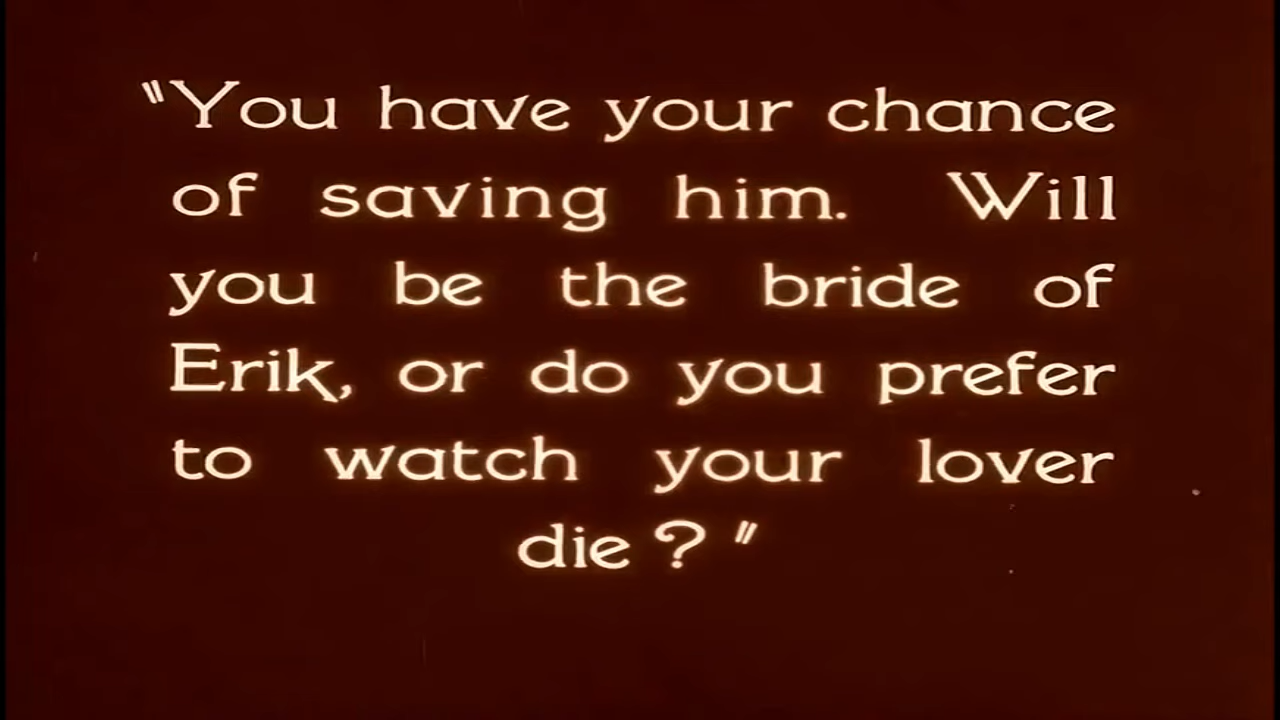 "You have your chance
of saving him. Will
you be the bride of
Erik, or do you prefer
to watch your lover
die?"